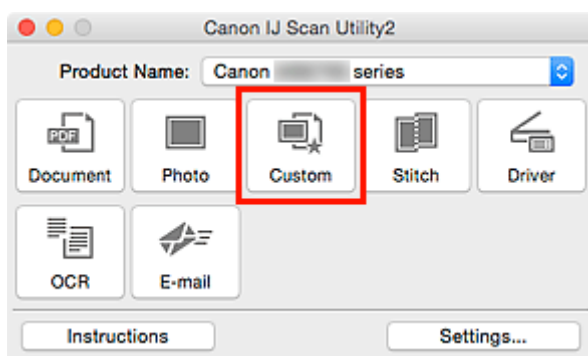 Canon IJ Scan Utility2
Product Name: Canon series
Document Photo Custom Stitch Driver
PDF
OCR E-mail
Instructions Settings...